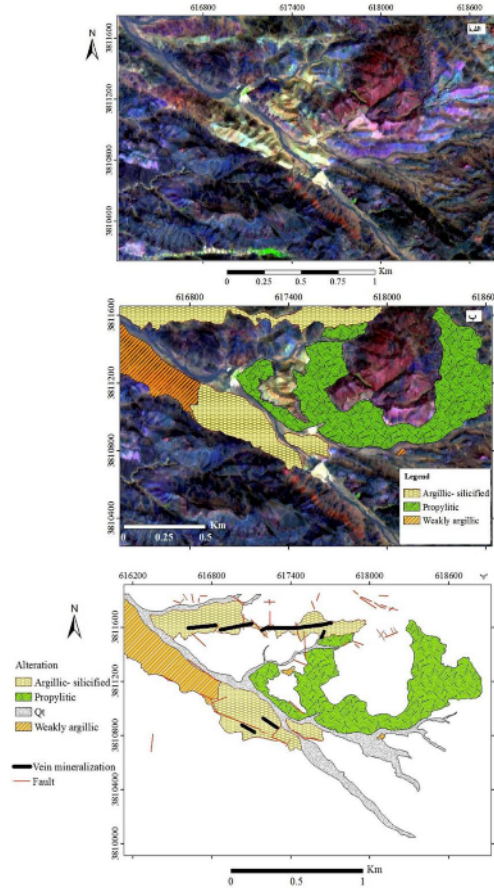 616800 617400 618000
N
3811600
3811200
3810800
3810400
Km
0 0.25 0.5 0.75 1
616800 617400 618000 61860
ب
3811600
3811200
3810800
3810400
Legend
Argillic- silicified
Propylitic
Weakly argillic
Km
0 0.25 0.5
616200 616800 617400 618000 618600
N
3811600
3811200
3810800
3810400
3810000
Alteration
Argillic- silicified
Propylitic
Qt
Weakly argillic
Vein mineralization
Fault
Km
0 0.5 1